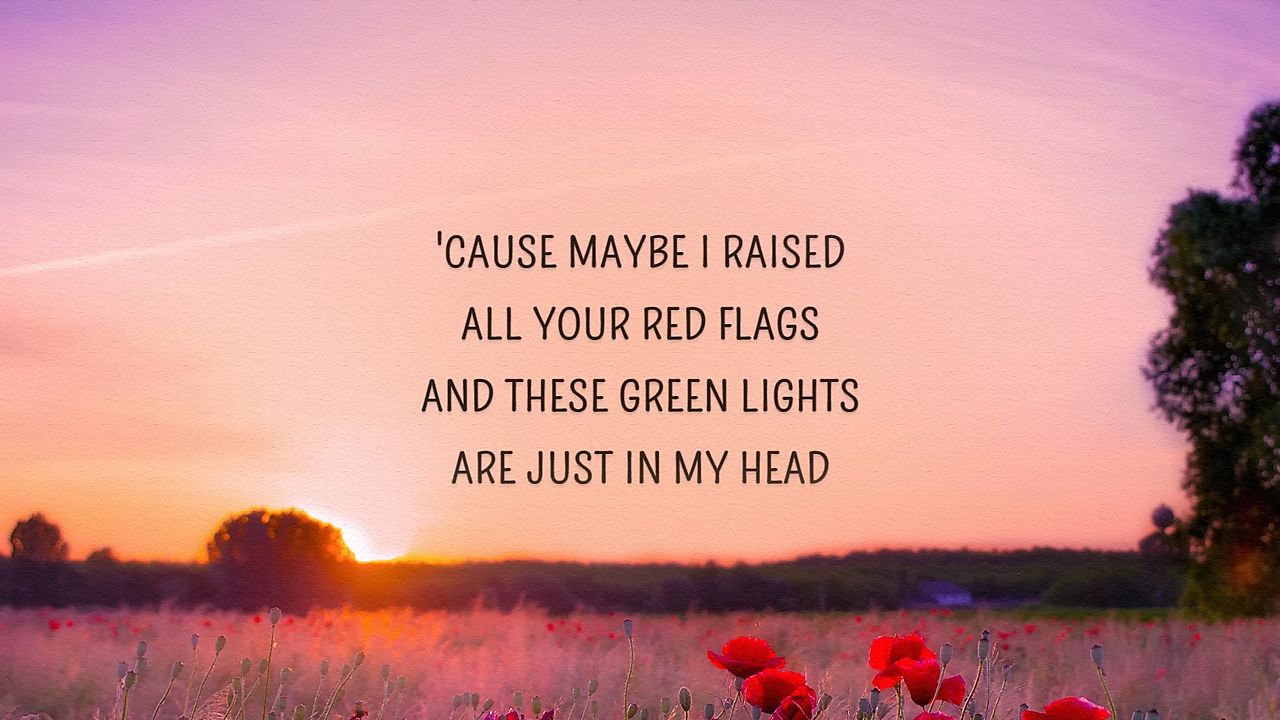 'CAUSE MAYBE I RAISED
ALL YOUR RED FLAGS
AND THESE GREEN LIGHTS
ARE JUST IN MY HEAD